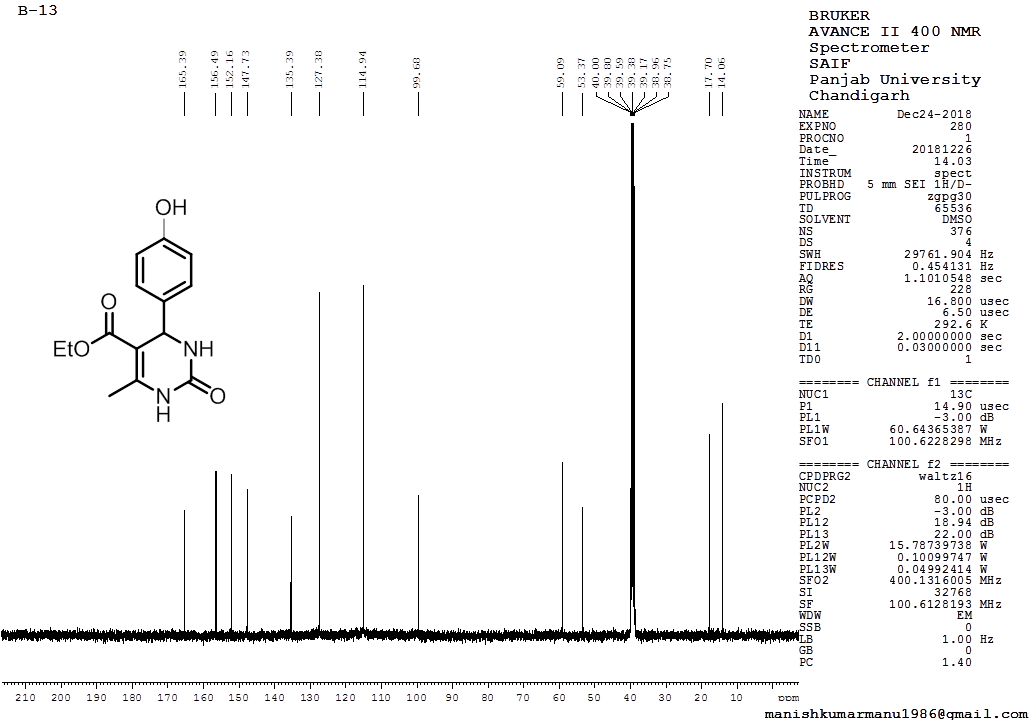 B-13
165.39
156.49
152.16
147.73
135.39
127.38
114.94
99.68
59.09
53.37
40.00
39.80
39.59
39.38
39.17
38.96
38.75
17.70
14.06
BRUKER
AVANCE II 400 NMR
Spectrometer
SAIF
Panjab University
Chandigarh
NAME Dec24-2018
EXPNO 280
PROCNO 1
Date_ 20181226
Time 14.03
INSTRUM spect
PROBHD 5 mm SEI 1H/D-
PULPROG zgpg30
TD 65536
SOLVENT DMSO
NS 376
DS 4
SWH 29761.904 Hz
FIDRES 0.454131 Hz
AQ 1.1010548 sec
RG 228
DW 16.800 usec
DE 6.50 usec
TE 292.6 K
D1 2.00000000 sec
D11 0.03000000 sec
TD0 1
======== CHANNEL f1 ========
NUC1 13C
P1 14.90 usec
PL1 -3.00 dB
PL1W 60.64365387 W
SFO1 100.6228298 MHz
======== CHANNEL f2 ========
CPDPRG2 waltz16
NUC2 1H
PCPD2 80.00 usec
PL2 -3.00 dB
PL12 18.94 dB
PL13 22.00 dB
PL2W 15.78739738 W
PL12W 0.10099747 W
PL13W 0.04992414 W
SFO2 400.1316005 MHz
SI 32768
SF 100.6128193 MHz
WDW EM
SSB 0
LB 1.00 Hz
GB 0
PC 1.40
OH
O
EtO
NH
N
H
O
210 200 190 180 170 160 150 140 130 120 110 100 90 80 70 60 50 40 30 20 10 ppm
manishkumarmanu1986@gmail.com